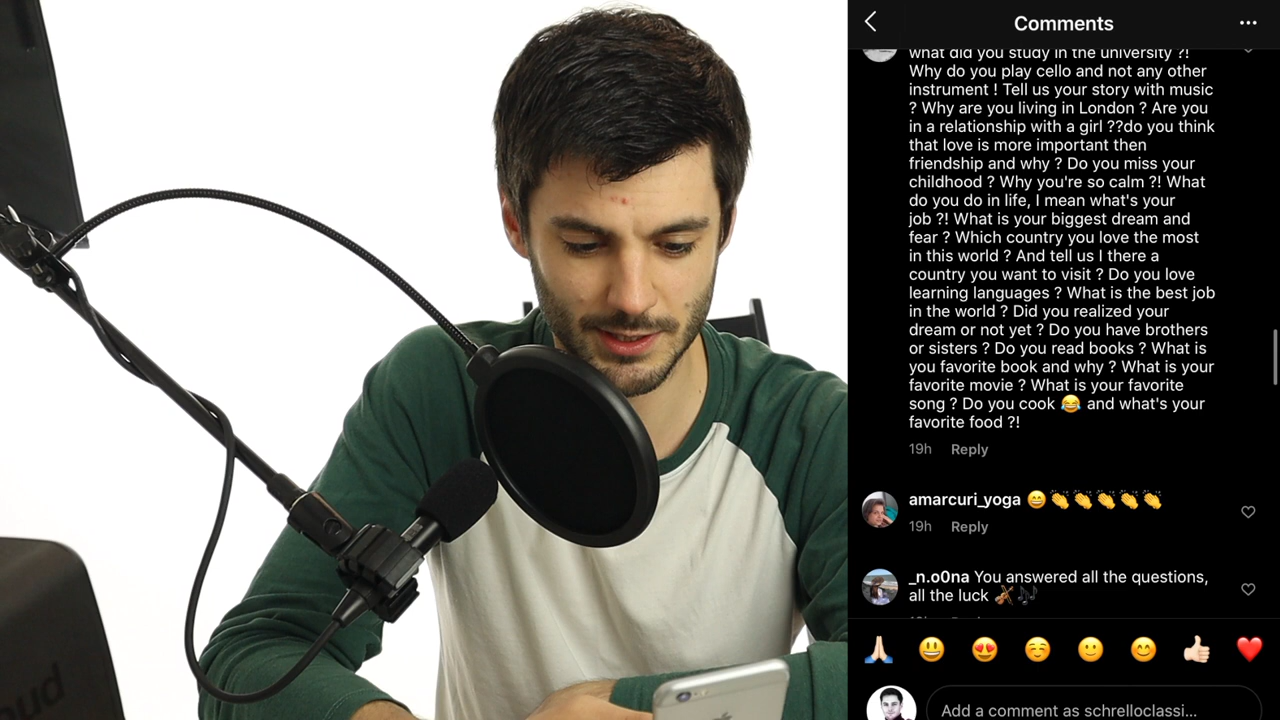 Comments
what did you study in the university ?!
Why do you play cello and not any other
instrument ! Tell us your story with music
? Why are you living in London ? Are you
in a relationship with a girl ??do you think
that love is more important then
friendship and why ? Do you miss your
childhood ? Why you're so calm ?! What
do you do in life, I mean what's your
job ?! What is your biggest dream and
fear ? Which country you love the most
in this world ? And tell us I there a
country you want to visit ? Do you love
learning languages ? What is the best job
in the world ? Did you realized your
dream or not yet ? Do you have brothers
or sisters ? Do you read books ? What is
you favorite book and why ? What is your
favorite movie ? What is your favorite
song ? Do you cook 😂 and what's your
favorite food ?!
19h Reply
amarcuri_yoga 😄👏👏👏👏👏
19h Reply
_n.o0na You answered all the questions,
all the luck 🎻🎶
🙏🏻 😃 😍 ☺️ 🙂 😊 👍🏻 ❤️
Add a comment as schrelloclassi...